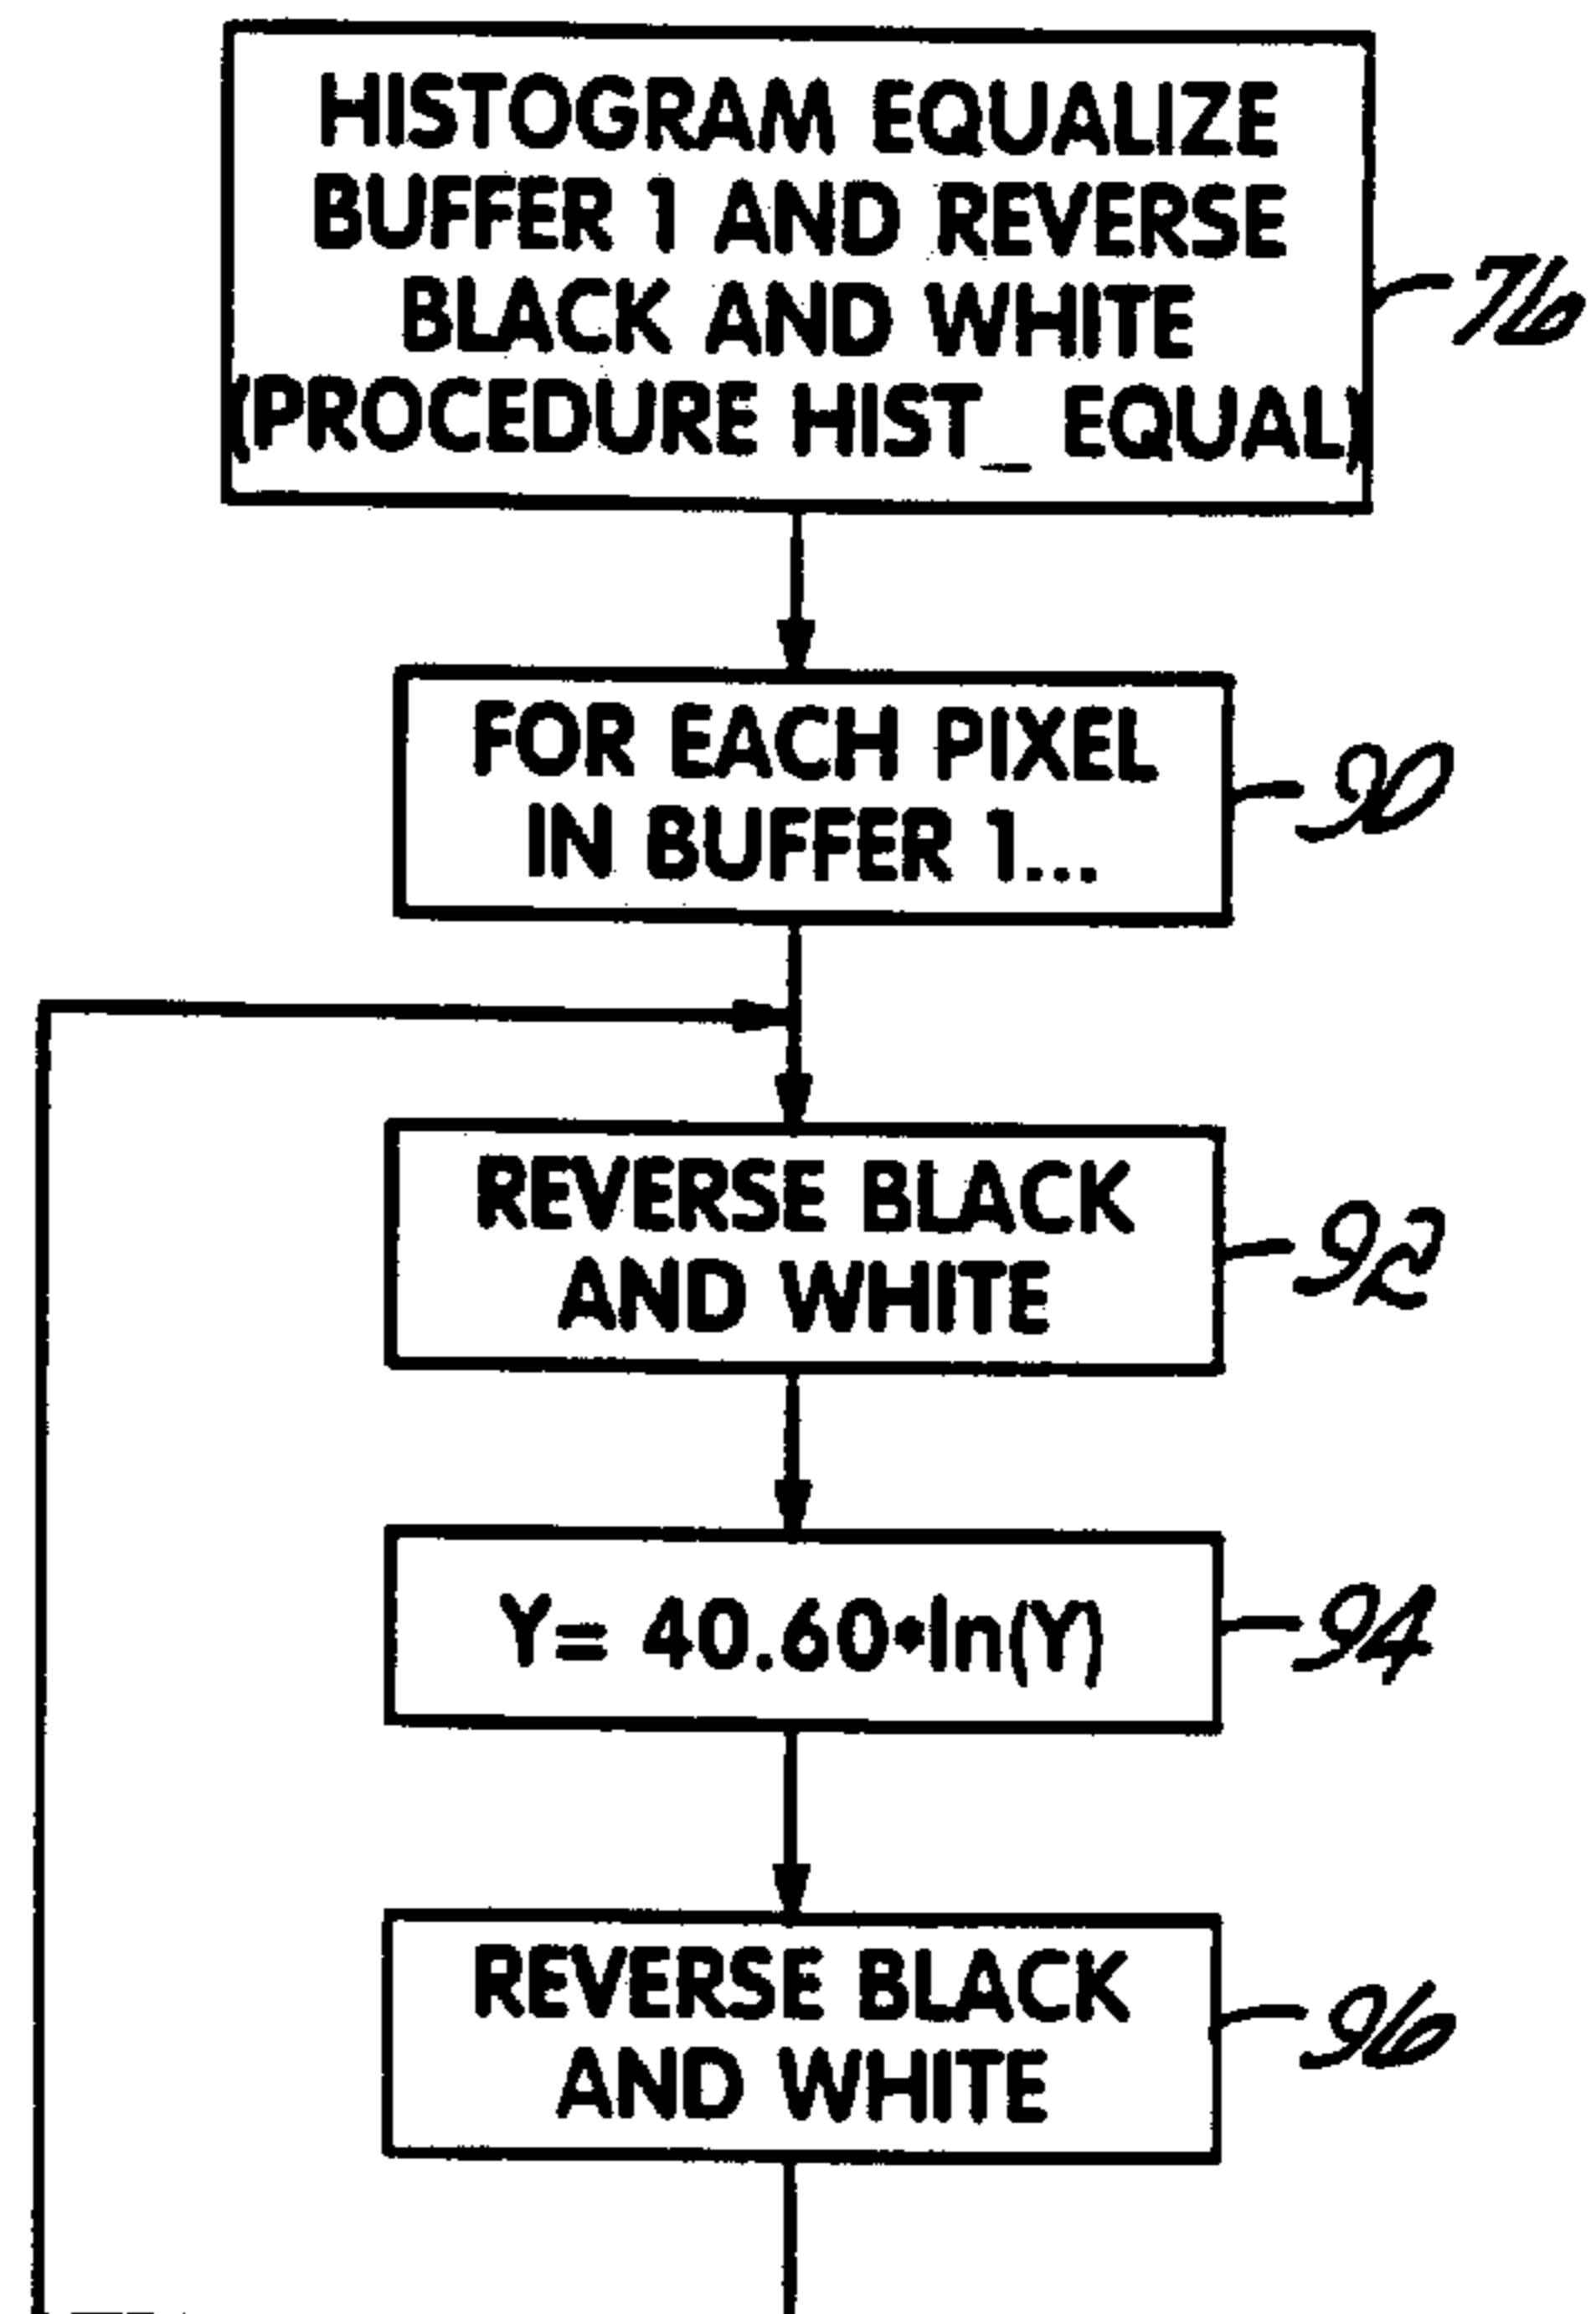 HISTOGRAM EQUALIZE
BUFFER 1 AND REVERSE
BLACK AND WHITE
(PROCEDURE HIST_ EQUAL)
76
FOR EACH PIXEL
IN BUFFER 1...
90
REVERSE BLACK
AND WHITE
92
Y= 40.60•ln(Y)
94
REVERSE BLACK
AND WHITE
96